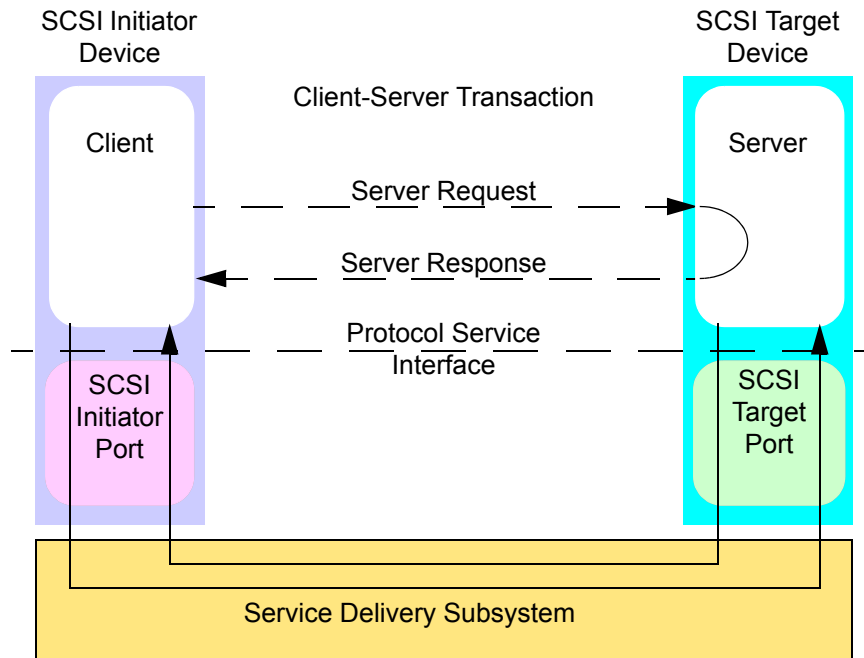 SCSI Initiator
Device
SCSI Target
Device
Client-Server Transaction
Client
Server
Server Request
Server Response
Protocol Service
Interface
SCSI
Initiator
Port
SCSI
Target
Port
Service Delivery Subsystem